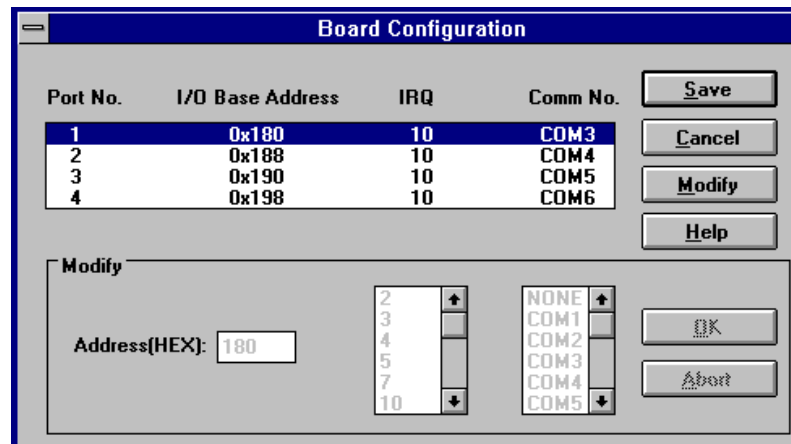 Board Configuration
Port No. I/O Base Address IRQ Comm No.
1 0x180 10 COM3
2 0x188 10 COM4
3 0x190 10 COM5
4 0x198 10 COM6
Save
Cancel
Modify
Help
Modify
Address(HEX): 180
2
3
4
5
7
10
NONE
COM1
COM2
COM3
COM4
COM5
OK
Abort